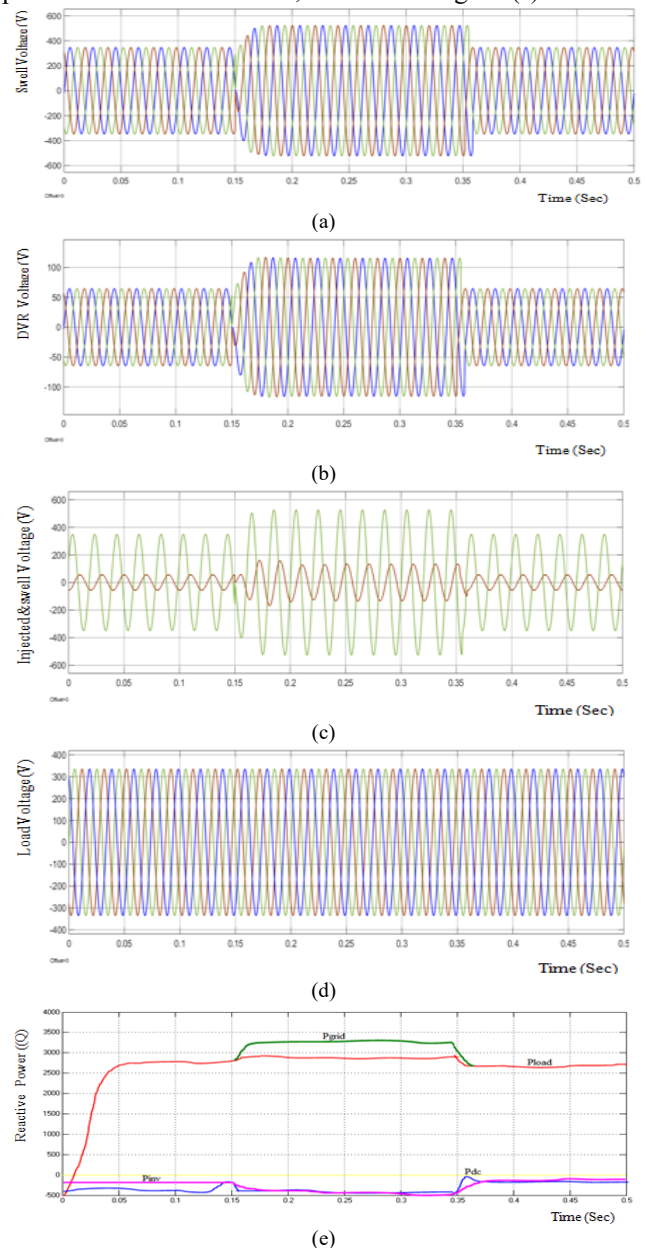 Swell Voltage (V)
600
400
200
0
-200
-400
-600
0 0.05 0.1 0.15 0.2 0.25 0.3 0.35 0.4 0.45 0.5
Offset=0
Time (Sec)
(a)
DVR Voltage (V)
100
50
0
-50
-100
0 0.05 0.1 0.15 0.2 0.25 0.3 0.35 0.4 0.45 0.5
Offset=0
Time (Sec)
(b)
Injected&swell Voltage (V)
600
400
200
0
-200
-400
-600
0 0.05 0.1 0.15 0.2 0.25 0.3 0.35 0.4 0.45 0.5
Offset=0
Time (Sec)
(c)
Load Voltage (V)
400
300
200
100
0
-100
-200
-300
-400
0 0.05 0.1 0.15 0.2 0.25 0.3 0.35 0.4 0.45 0.5
Offset=0
Time (Sec)
(d)
Reactive Power ((Q)
4000
3500
3000
2500
2000
1500
1000
500
0
-500
Pgrid
Pload
Pinv
Pdc
0 0.05 0.1 0.15 0.2 0.25 0.3 0.35 0.4 0.45 0.5
Time (Sec)
(e)